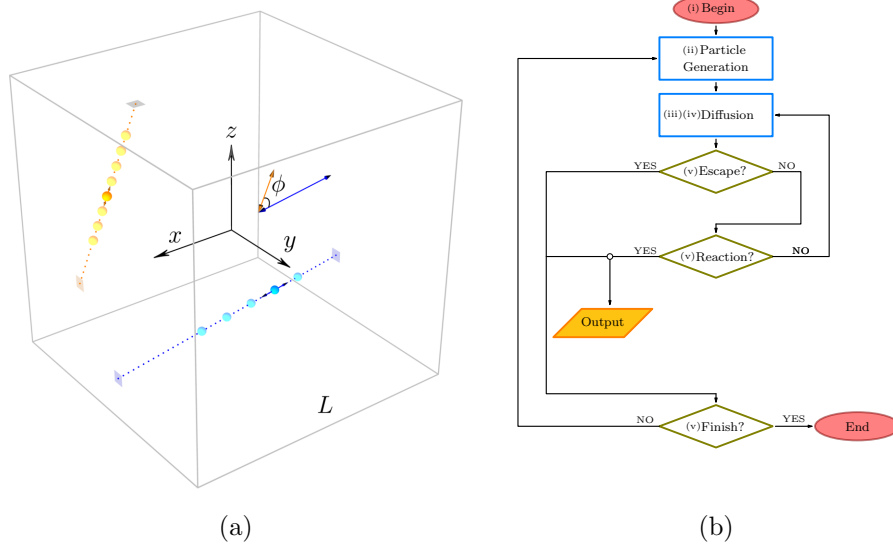 z
ϕ
x
y
L
(a)
(i)Begin
(ii)Particle
Generation
(iii)(iv)Diffusion
YES
(v)Escape?
NO
YES
(v)Reaction?
NO
Output
NO
(v)Finish?
YES
End
(b)